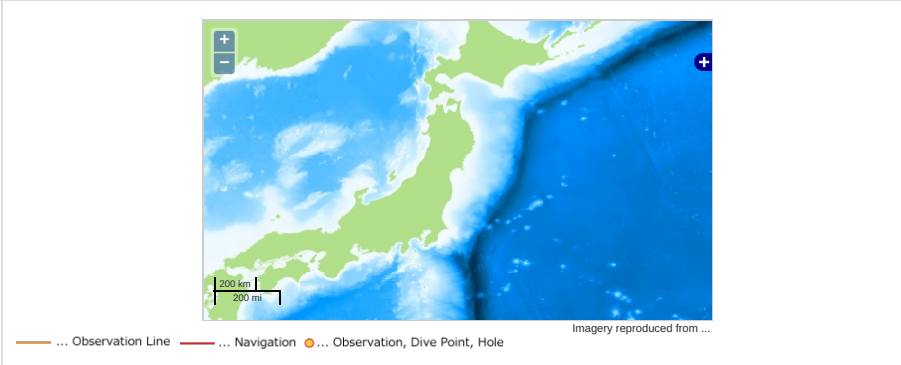 +
−
+
200 km
200 mi
Imagery reproduced from ...
... Observation Line ... Navigation ... Observation, Dive Point, Hole